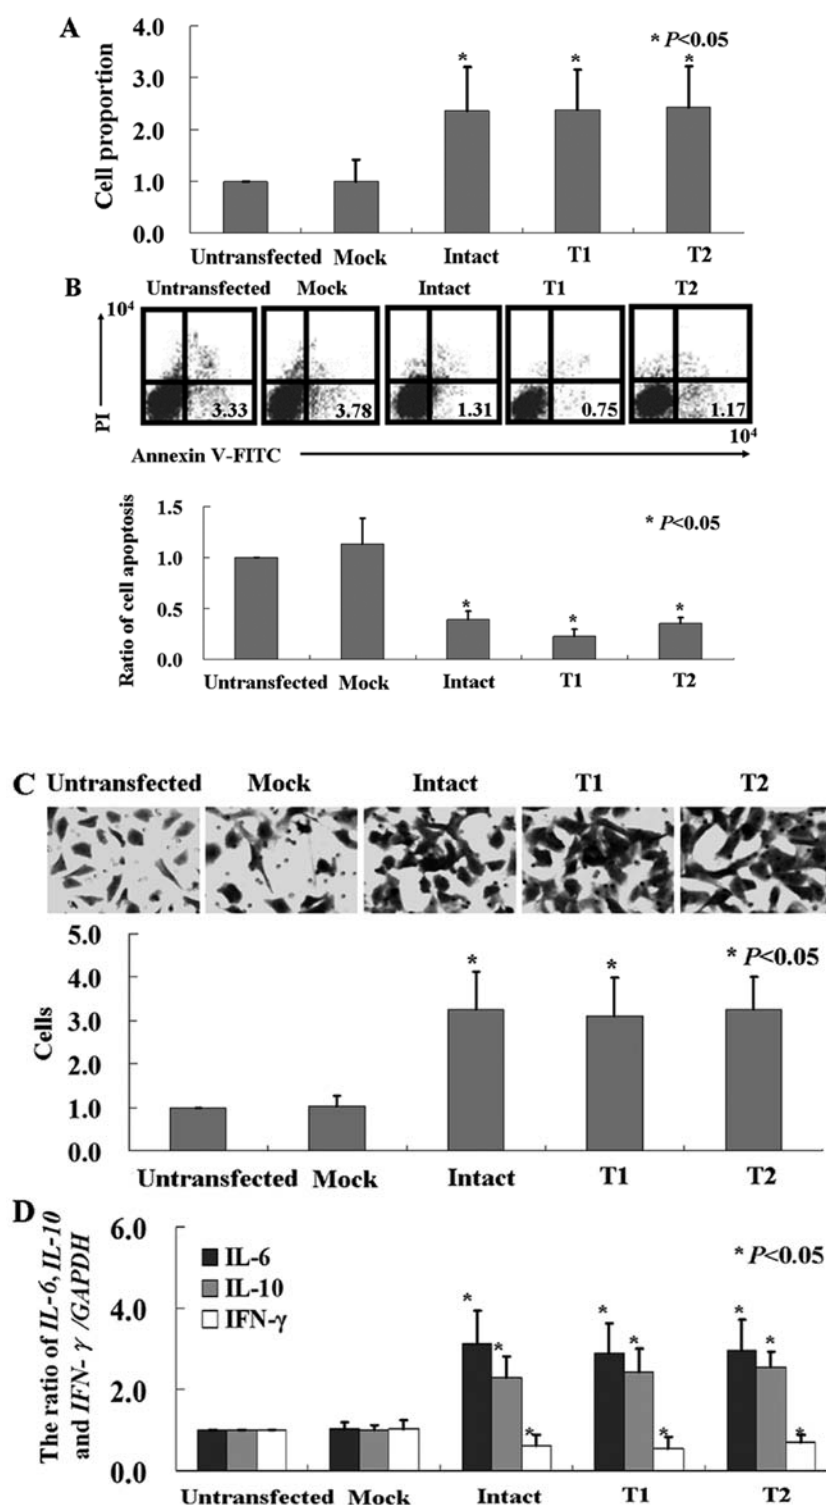 A
4.0
* P<0.05
3.0
2.0
1.0
0.0
Cell proportion
* * *
Untransfected Mock Intact T1 T2
B
Untransfected Mock Intact T1 T2
10⁴
PI
3.33 3.78 1.31 0.75 1.17
10⁴
Annexin V-FITC
1.5
* P<0.05
1.0
0.5
0.0
Ratio of cell apoptosis
* * *
Untransfected Mock Intact T1 T2
C
Untransfected Mock Intact T1 T2
5.0
* P<0.05
4.0
3.0
2.0
1.0
0.0
Cells
* *
Untransfected Mock Intact T1 T2
D
6.0
* P<0.05
4.0
2.0
0.0
The ratio of IL-6, IL-10
and IFN- γ /GAPDH
IL-6
IL-10
IFN-γ
* * * * * *
* * *
Untransfected Mock Intact T1 T2